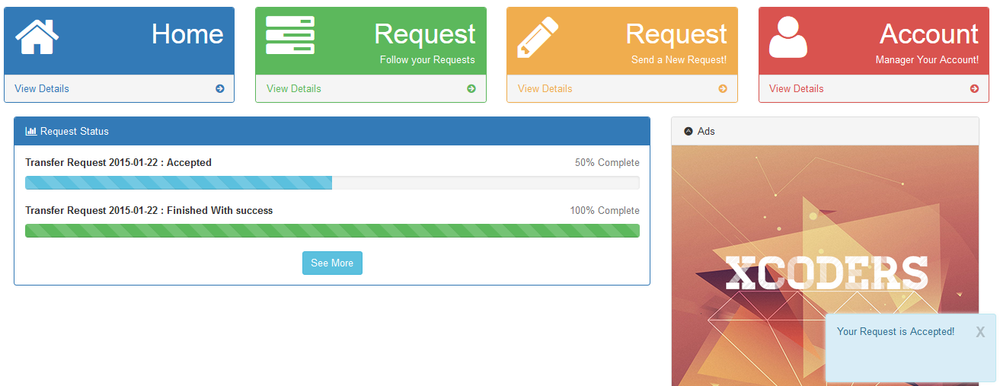 Home
View Details
Request
Follow your Requests
View Details
Request
Send a New Request!
View Details
Account
Manager Your Account!
View Details
Request Status
Transfer Request 2015-01-22 : Accepted 50% Complete
Transfer Request 2015-01-22 : Finished With success 100% Complete
See More
Ads
XCODERS
Your Request is Accepted! X